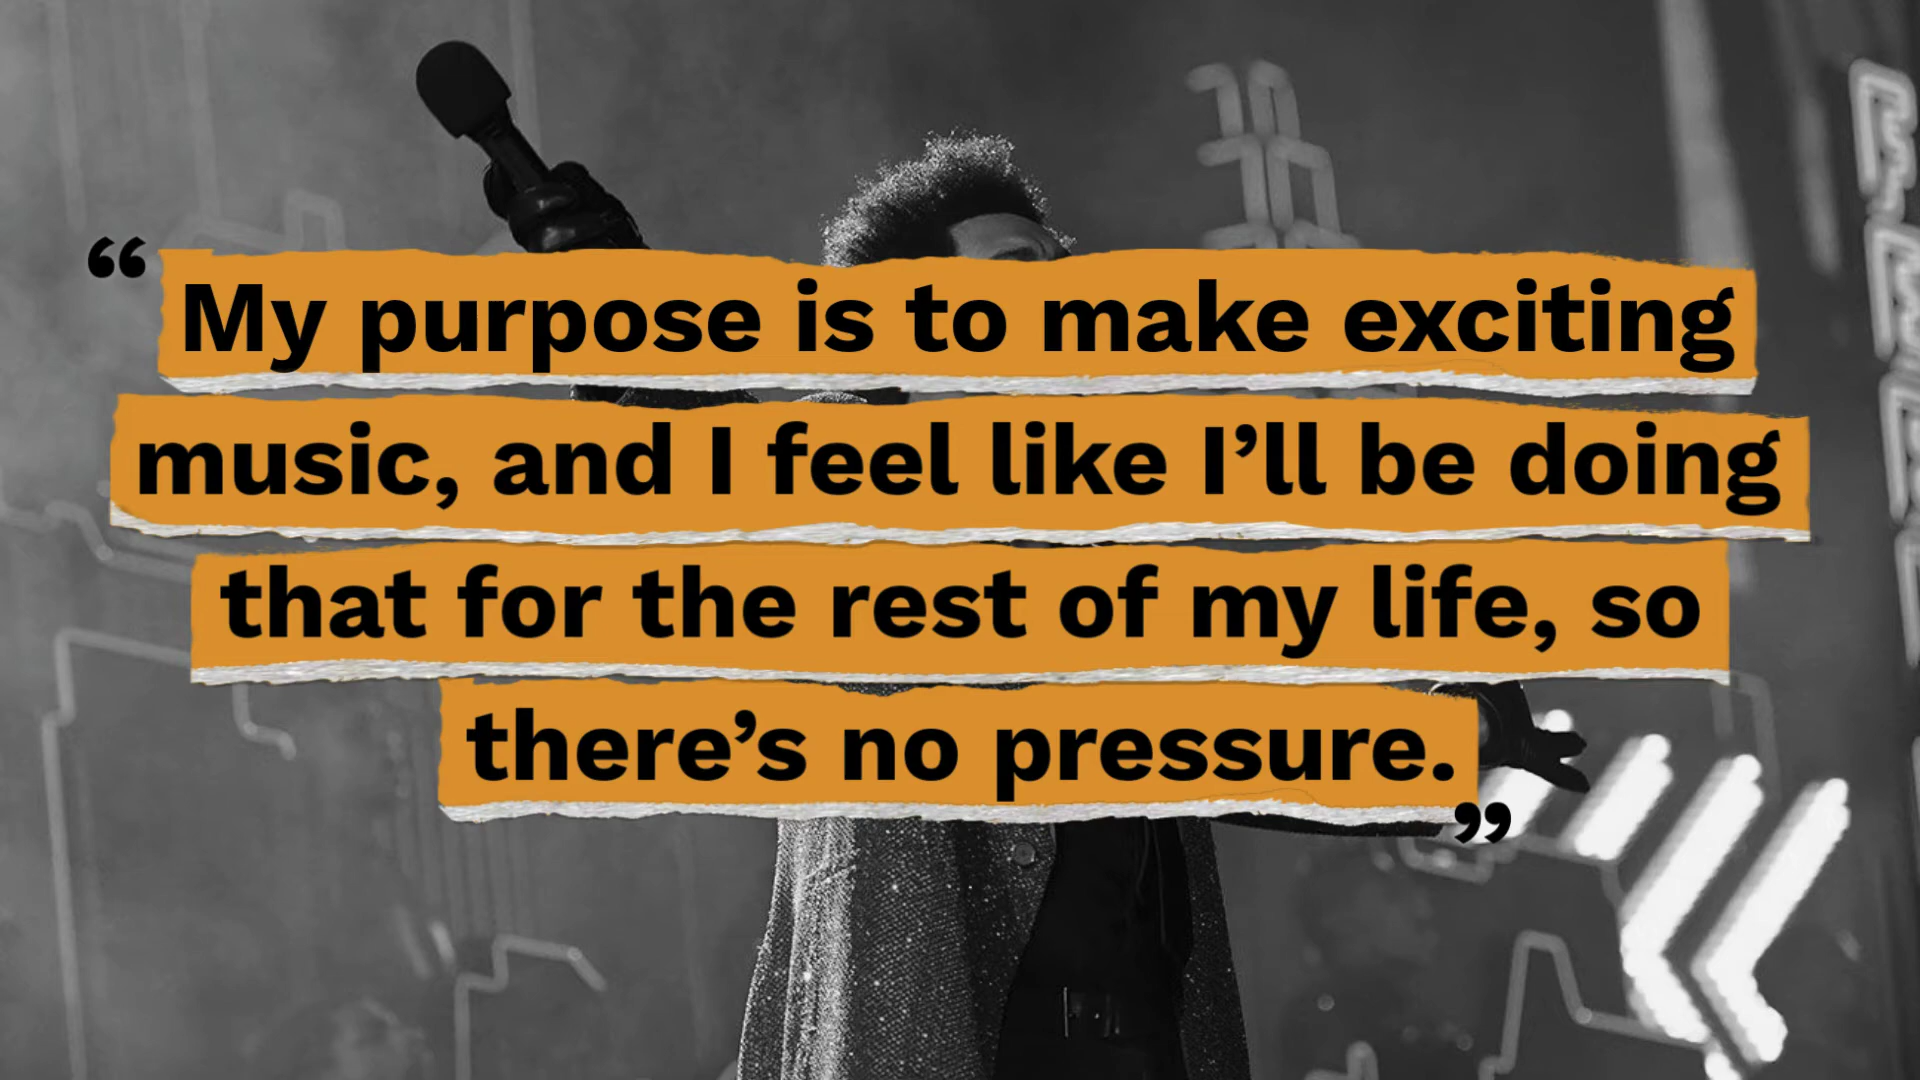 “My purpose is to make exciting
music, and I feel like I’ll be doing
that for the rest of my life, so
there’s no pressure.”